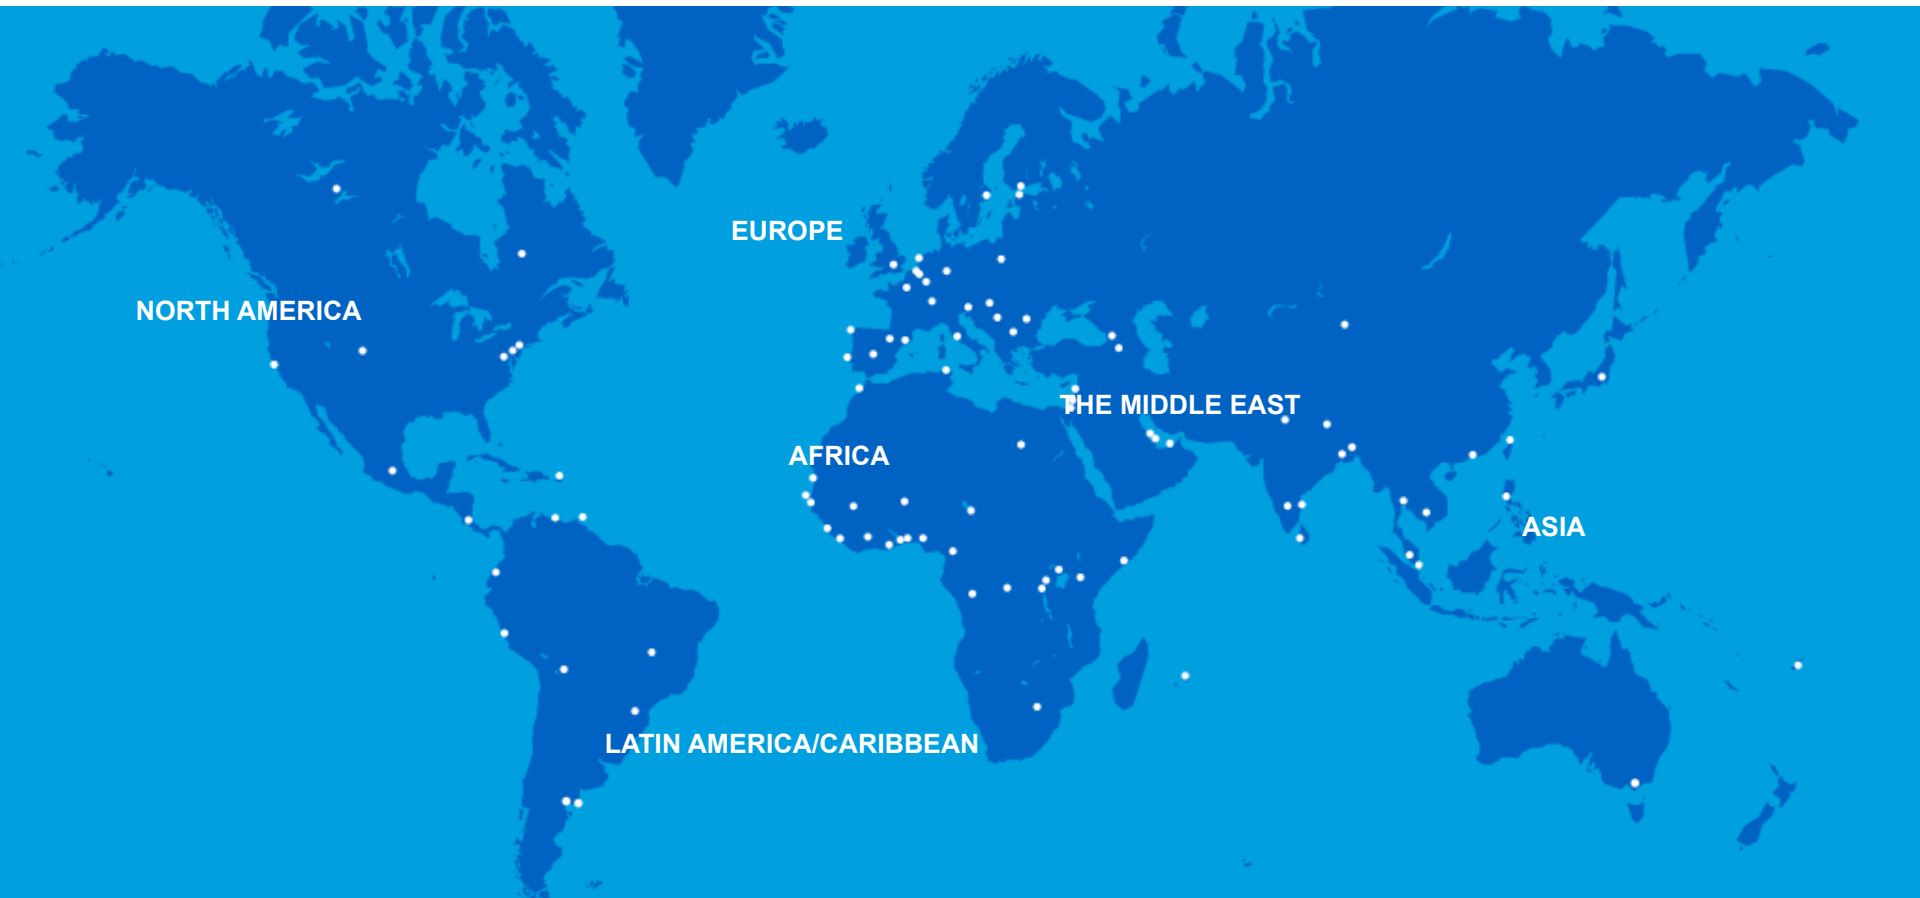 EUROPE
NORTH AMERICA
THE MIDDLE EAST
AFRICA
ASIA
LATIN AMERICA/CARIBBEAN